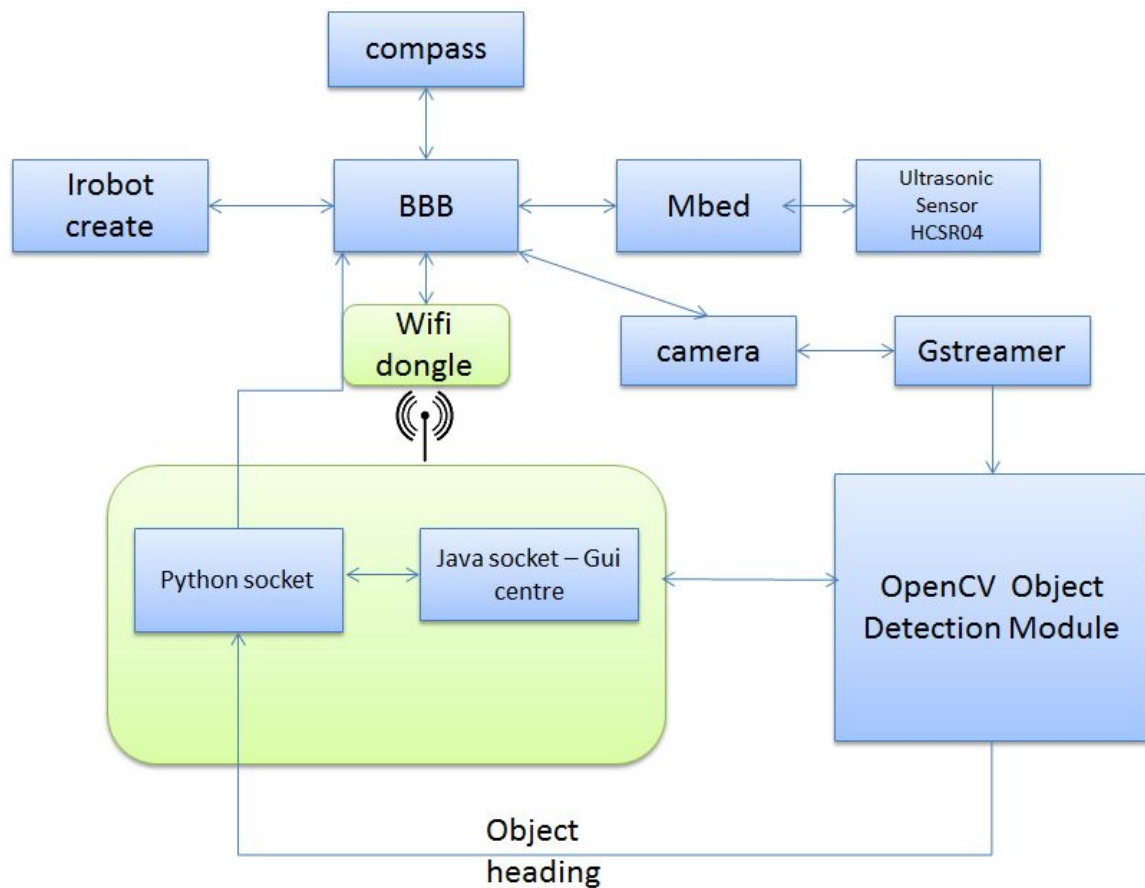 compass
Irobot
create
BBB
Mbed
Ultrasonic
Sensor
HCSR04
Wifi
dongle
camera
Gstreamer
Python socket
Java socket – Gui
centre
OpenCV Object
Detection Module
Object
heading